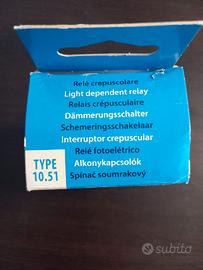 Relè crepuscolare
Light dependent relay
Relais crépusculaire
Dämmerungsschalter
Schemeringsschakelaar
Interruptor crepuscular
Relé fotoelétrico
Alkonykapcsolók
Spínač soumrakový
TYPE
10.51
subito